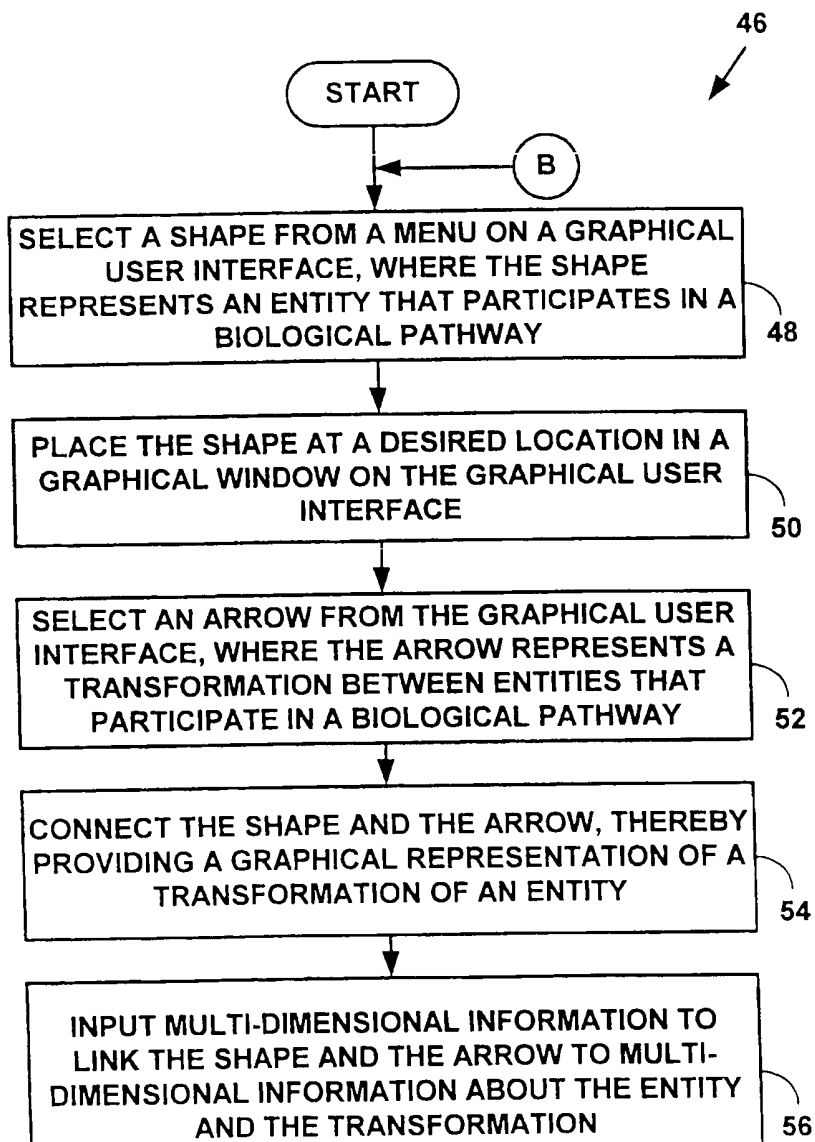 46
START
B
SELECT A SHAPE FROM A MENU ON A GRAPHICAL
USER INTERFACE, WHERE THE SHAPE
REPRESENTS AN ENTITY THAT PARTICIPATES IN A
BIOLOGICAL PATHWAY
48
PLACE THE SHAPE AT A DESIRED LOCATION IN A
GRAPHICAL WINDOW ON THE GRAPHICAL USER
INTERFACE
50
SELECT AN ARROW FROM THE GRAPHICAL USER
INTERFACE, WHERE THE ARROW REPRESENTS A
TRANSFORMATION BETWEEN ENTITIES THAT
PARTICIPATE IN A BIOLOGICAL PATHWAY
52
CONNECT THE SHAPE AND THE ARROW, THEREBY
PROVIDING A GRAPHICAL REPRESENTATION OF A
TRANSFORMATION OF AN ENTITY
54
INPUT MULTI-DIMENSIONAL INFORMATION TO
LINK THE SHAPE AND THE ARROW TO MULTI-
DIMENSIONAL INFORMATION ABOUT THE ENTITY
AND THE TRANSFORMATION
56